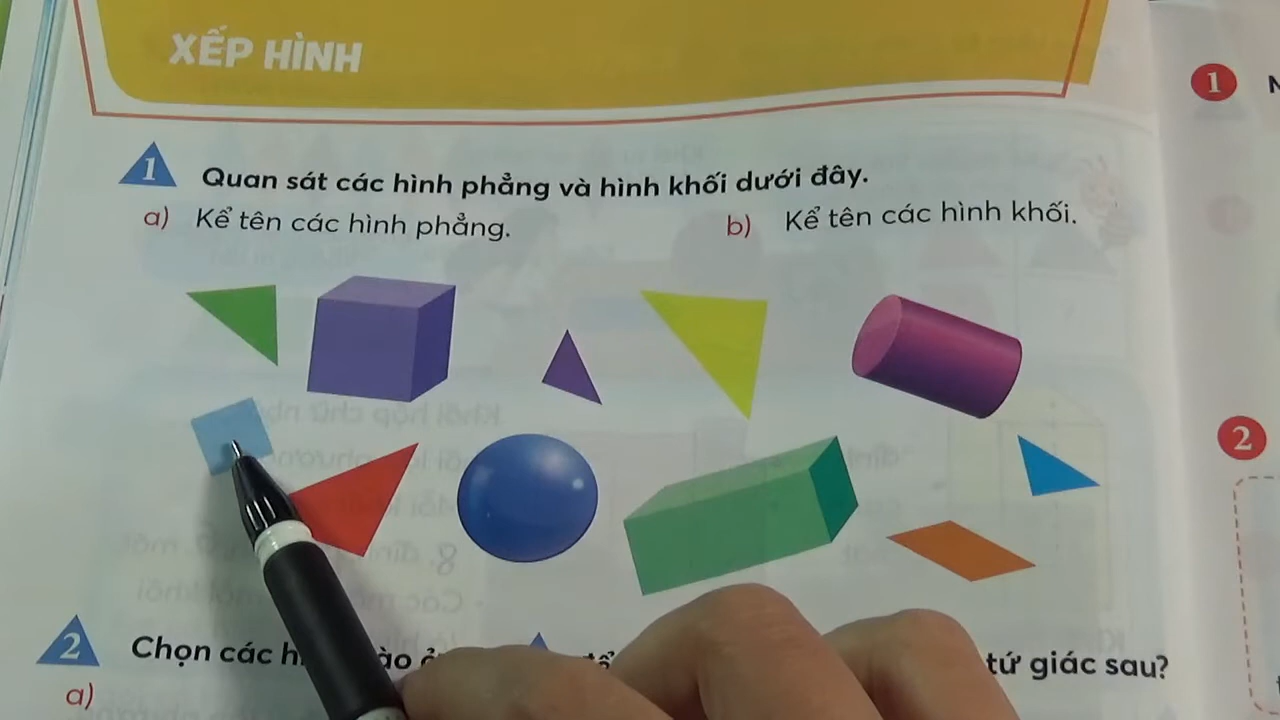 XẾP HÌNH
1 Quan sát các hình phẳng và hình khối dưới đây.
a) Kể tên các hình phẳng. b) Kể tên các hình khối.
2 Chọn các tứ giác sau?
a)
1
2